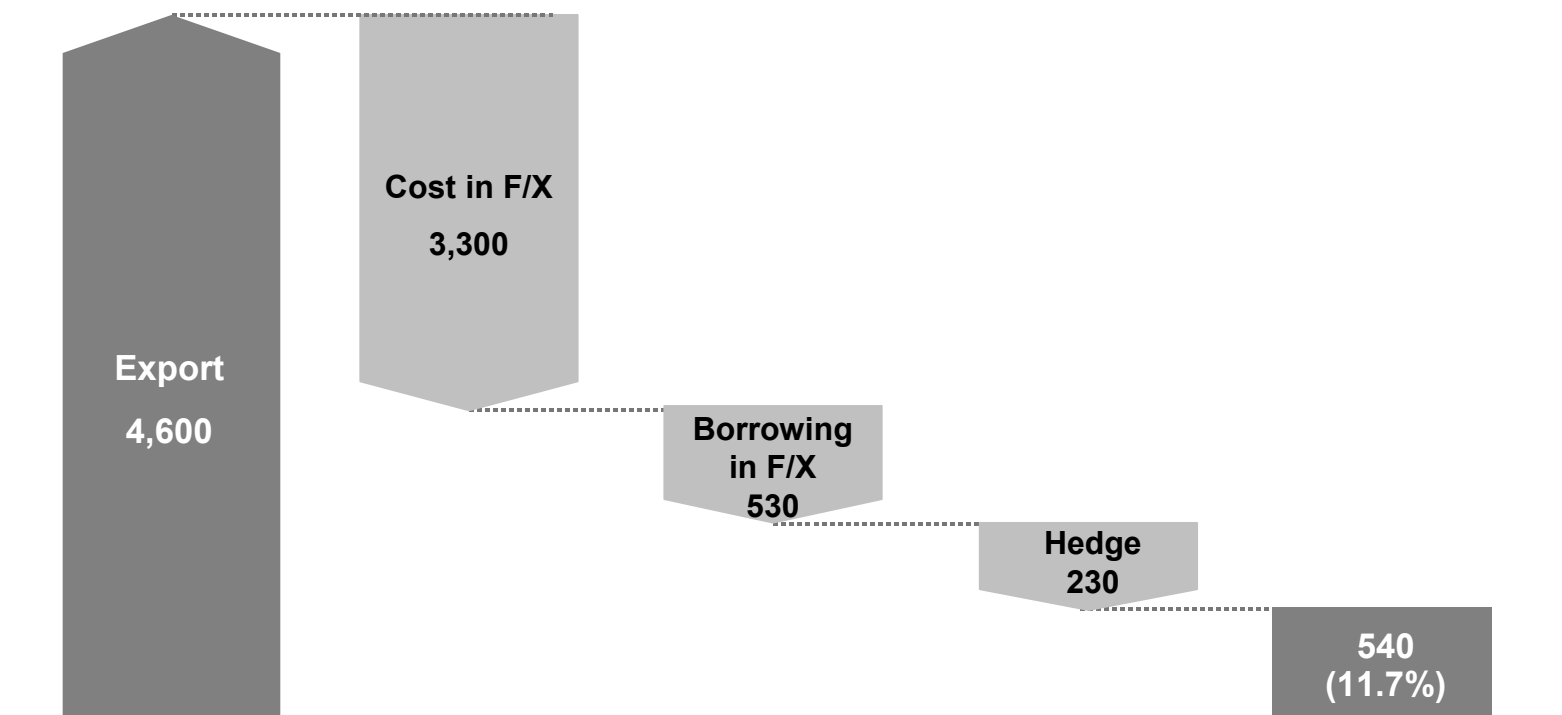 Export
4,600
Cost in F/X
3,300
Borrowing
in F/X
530
Hedge
230
540
(11.7%)